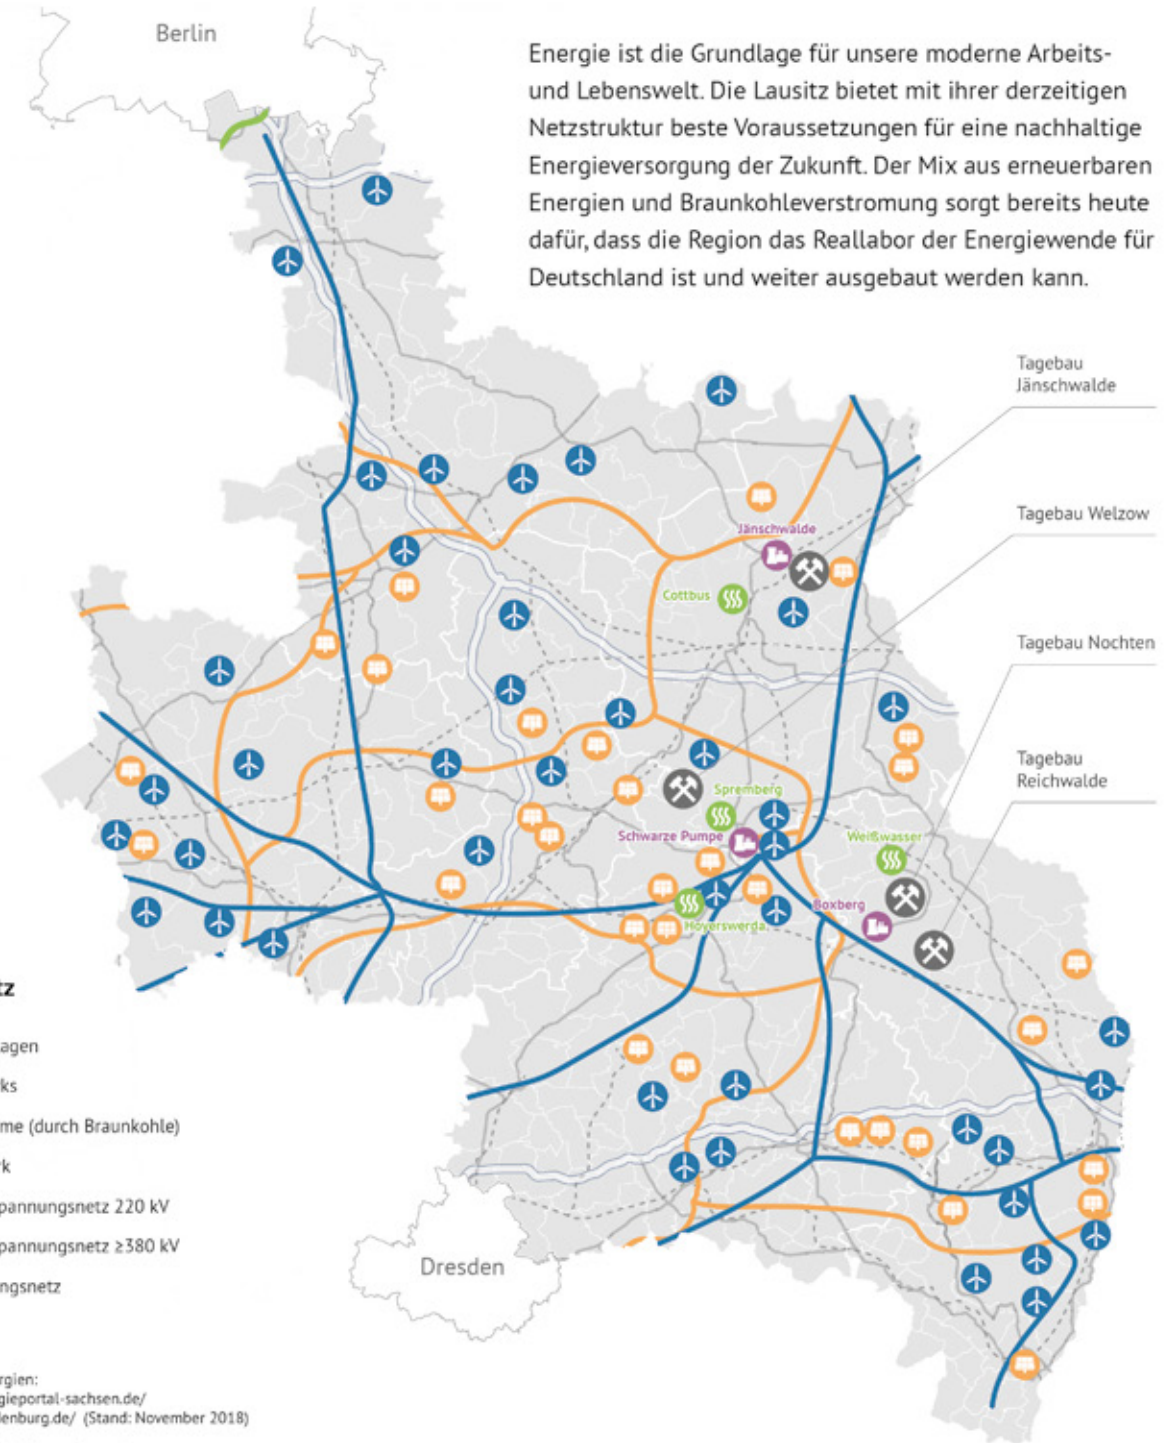 Berlin
Energie ist die Grundlage für unsere moderne Arbeits-
und Lebenswelt. Die Lausitz bietet mit ihrer derzeitigen
Netzstruktur beste Voraussetzungen für eine nachhaltige
Energieversorgung der Zukunft. Der Mix aus erneuerbaren
Energien und Braunkohleverstromung sorgt bereits heute
dafür, dass die Region das Reallabor der Energiewende für
Deutschland ist und weiter ausgebaut werden kann.
Tagebau
Jänschwalde
Tagebau Welzow
Jänschwalde
Cottbus
Tagebau Nochten
Tagebau
Reichwalde
Spremberg
Schwarze Pumpe
Weißwasser
Boxberg
Hoyerswerda
tz
agen
ks
me (durch Braunkohle)
rk
pannungsnetz 220 kV
pannungsnetz ≥380 kV
ngsnetz
Dresden
rgien:
gieportal-sachsen.de/
denburg.de/ (Stand: November 2018)